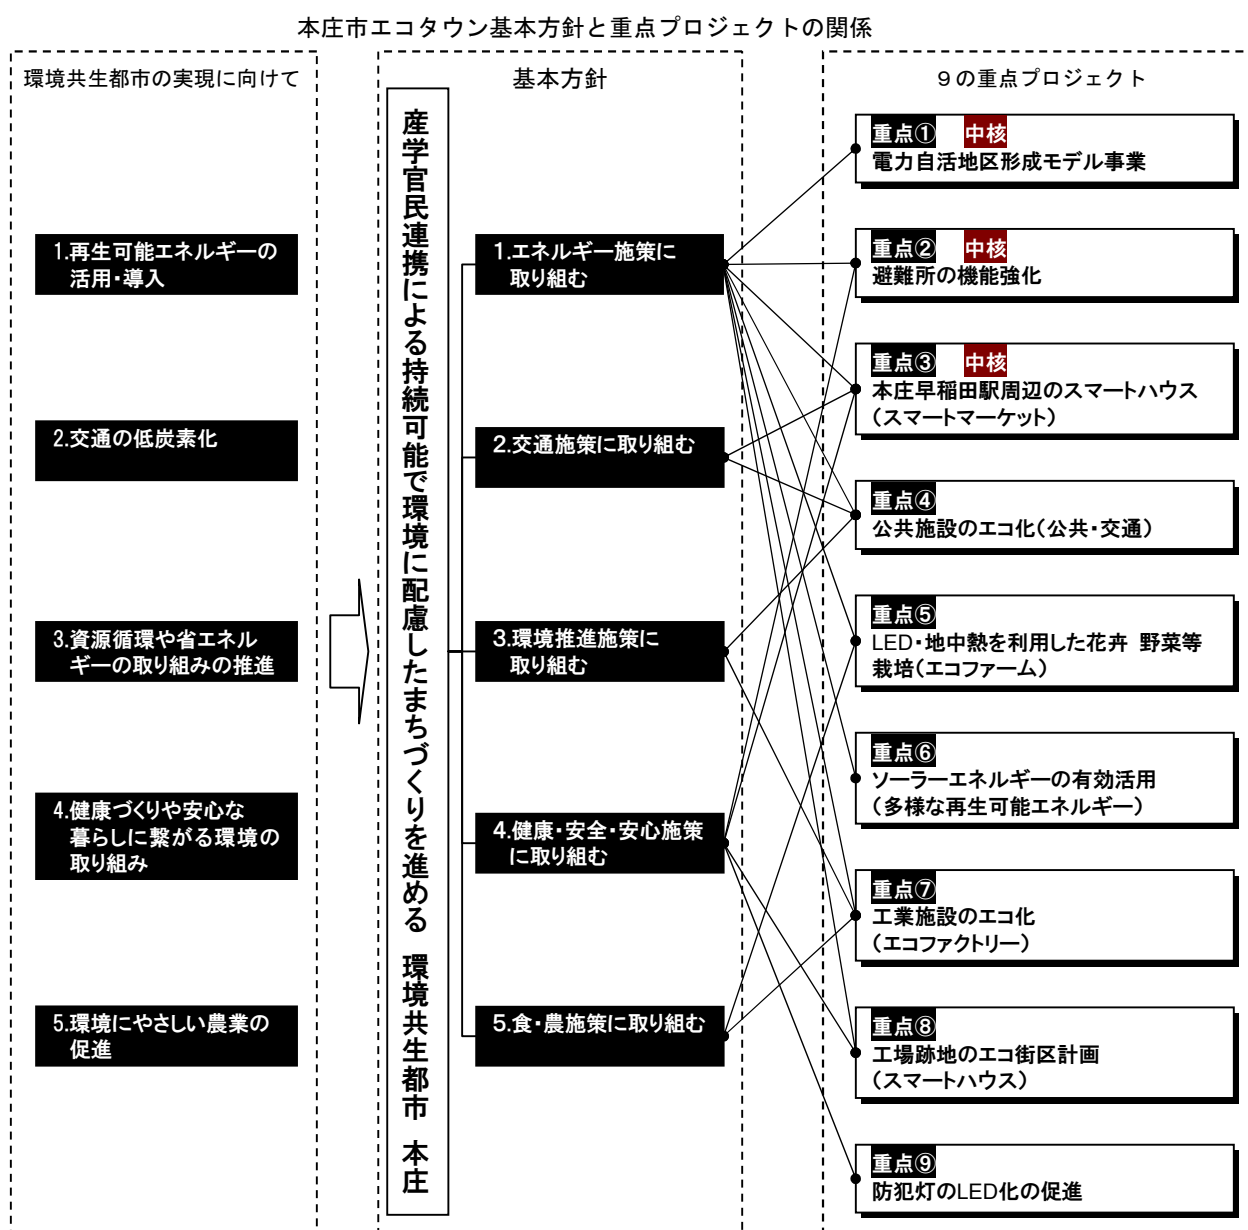 本庄市エコタウン基本方針と重点プロジェクトの関係
環境共生都市の実現に向けて
1.再生可能エネルギーの
活用・導入
2.交通の低炭素化
3.資源循環や省エネル
ギーの取り組みの推進
4.健康づくりや安心な
暮らしに繋がる環境の
取り組み
5.環境にやさしい農業の
促進
基本方針
産学官民連携による持続可能で環境に配慮したまちづくりを進める 環境共生都市 本庄
1.エネルギー施策に
取り組む
2.交通施策に取り組む
3.環境推進施策に
取り組む
4.健康・安全・安心施策
に取り組む
5.食・農施策に取り組む
9の重点プロジェクト
重点① 中核
電力自活地区形成モデル事業
重点② 中核
避難所の機能強化
重点③ 中核
本庄早稲田駅周辺のスマートハウス
(スマートマーケット)
重点④
公共施設のエコ化(公共・交通)
重点⑤
LED・地中熱を利用した花卉 野菜等
栽培(エコファーム)
重点⑥
ソーラーエネルギーの有効活用
(多様な再生可能エネルギー)
重点⑦
工業施設のエコ化
(エコファクトリー)
重点⑧
工場跡地のエコ街区計画
(スマートハウス)
重点⑨
防犯灯のLED化の促進